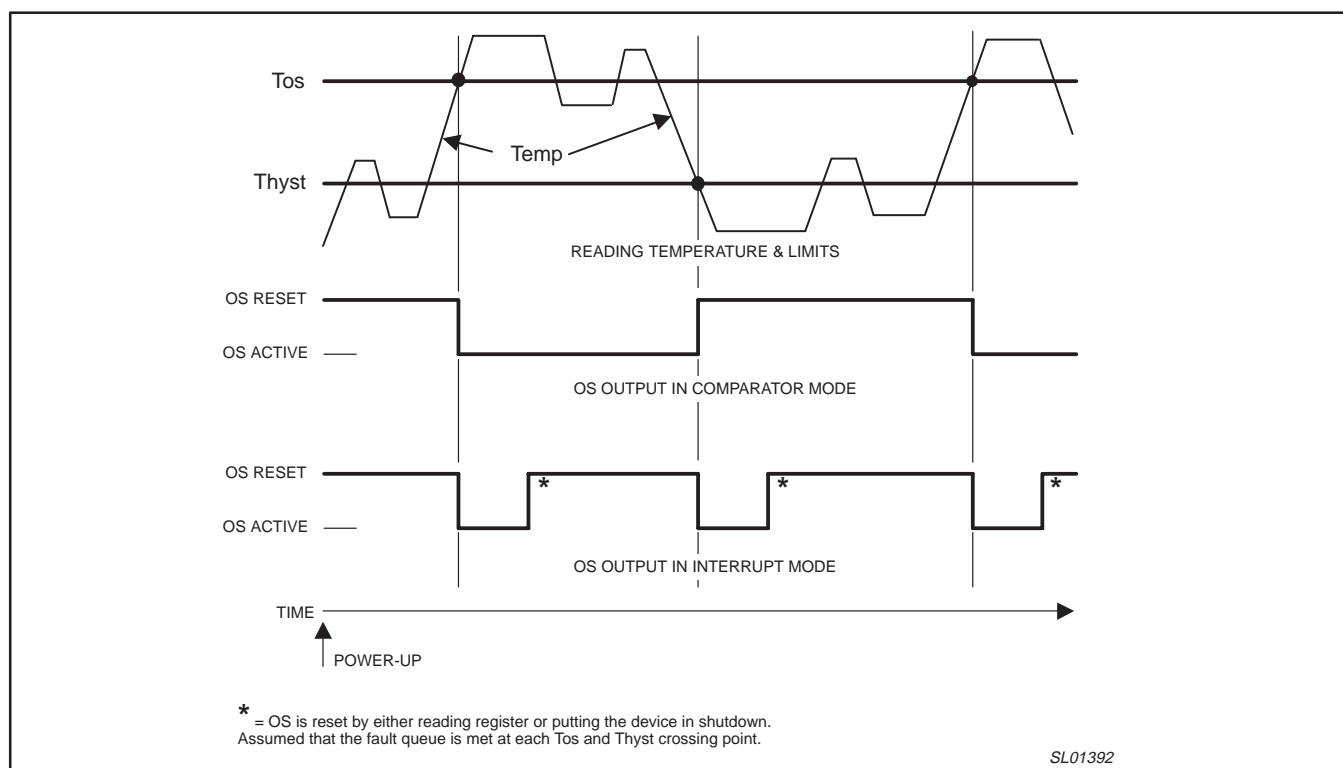 Tos
Temp
Thyst
READING TEMPERATURE & LIMITS
OS RESET
OS ACTIVE
OS OUTPUT IN COMPARATOR MODE
OS RESET
* * *
OS ACTIVE
OS OUTPUT IN INTERRUPT MODE
TIME
POWER-UP
* = OS is reset by either reading register or putting the device in shutdown.
Assumed that the fault queue is met at each Tos and Thyst crossing point.
SL01392